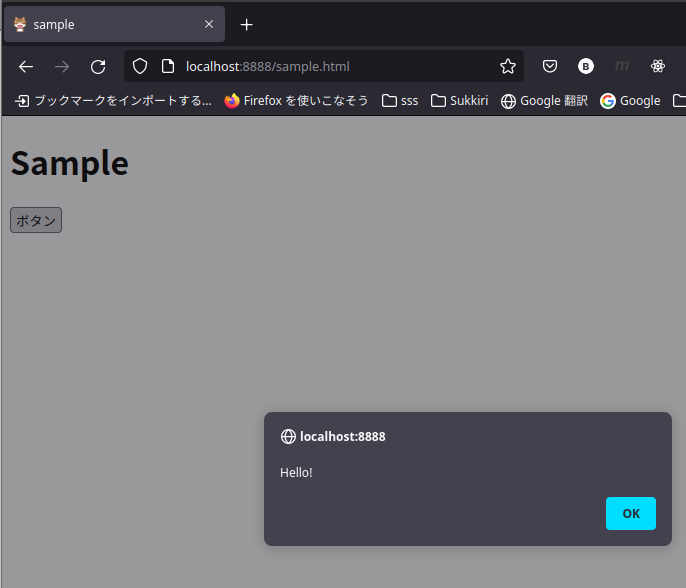 sample
localhost:8888/sample.html
B
m
ブックマークをインポートする...
Firefox を使いこなそう
sss
Sukkiri
Google 翻訳
Google
Sample
ボタン
localhost:8888
Hello!
OK